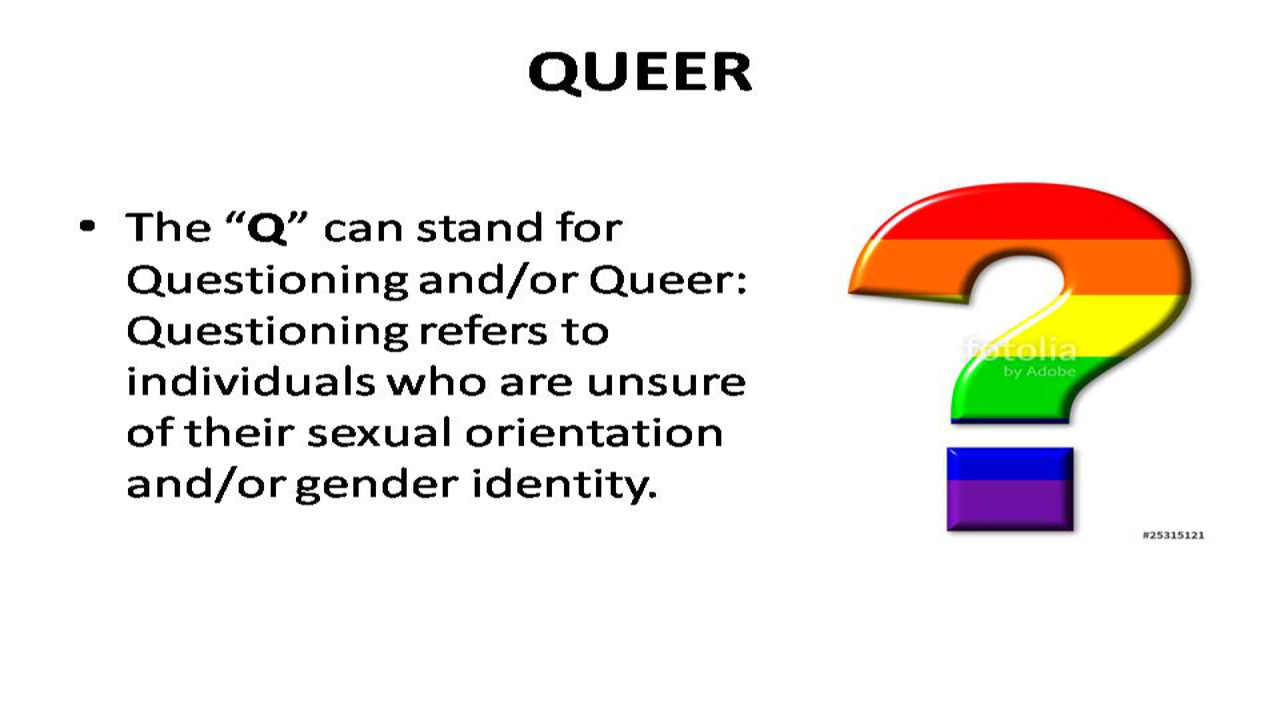 QUEER
• The “Q” can stand for
Questioning and/or Queer:
Questioning refers to
individuals who are unsure
of their sexual orientation
and/or gender identity.
fotolia
by Adobe
#25315121